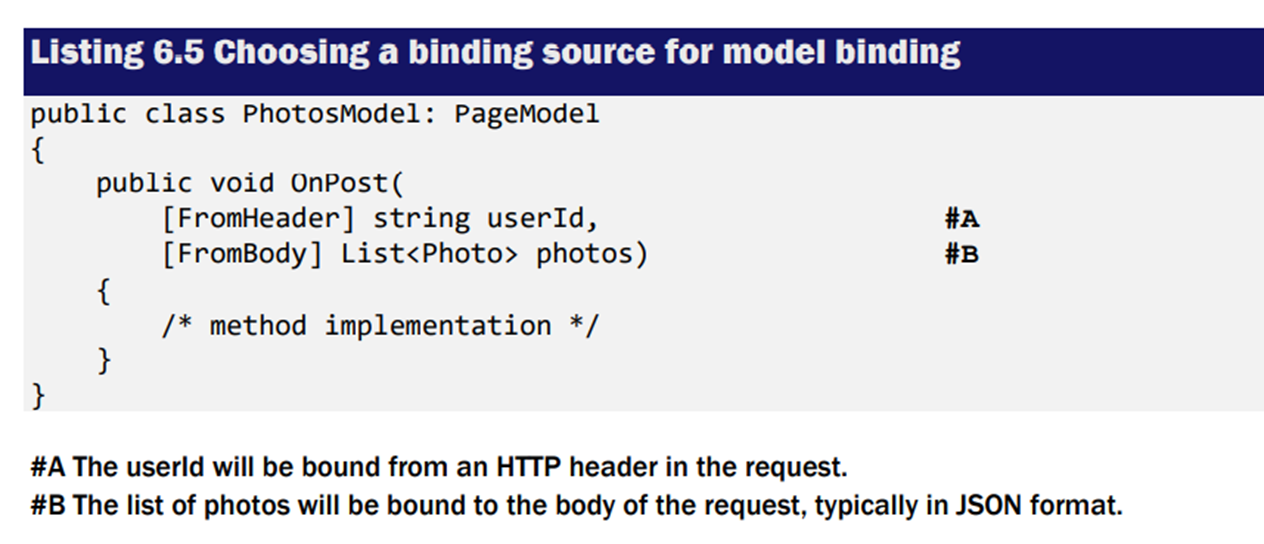 Listing 6.5 Choosing a binding source for model binding
public class PhotosModel: PageModel
{
    public void OnPost(
        [FromHeader] string userId, #A
        [FromBody] List<Photo> photos) #B
    {
        /* method implementation */
    }
}
#A The userId will be bound from an HTTP header in the request.
#B The list of photos will be bound to the body of the request, typically in JSON format.